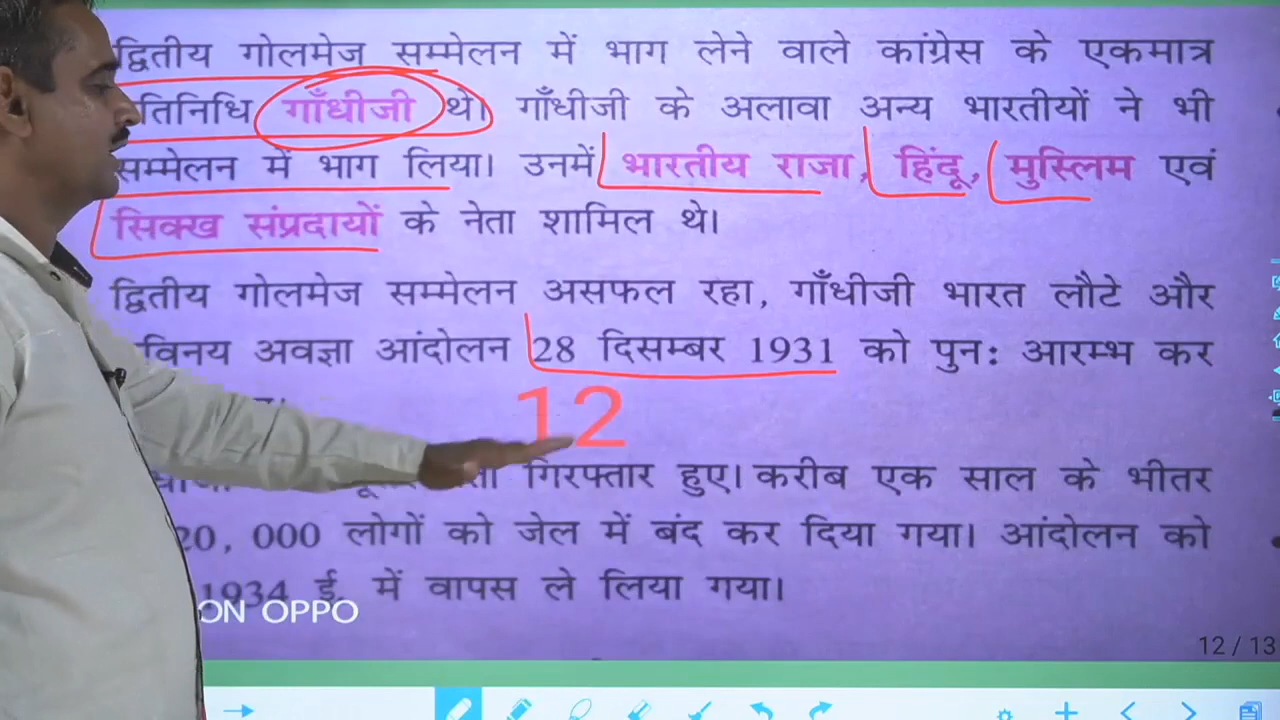 द्वितीय गोलमेज सम्मेलन में भाग लेने वाले कांग्रेस के एकमात्र
तिनिधि गाँधीजी थे। गाँधीजी के अलावा अन्य भारतीयों ने भी
सम्मेलन में भाग लिया। उनमें भारतीय राजा, हिंदू, मुस्लिम एवं
सिक्ख संप्रदायों के नेता शामिल थे।
द्वितीय गोलमेज सम्मेलन असफल रहा, गाँधीजी भारत लौटे और
विनय अवज्ञा आंदोलन 28 दिसम्बर 1931 को पुन: आरम्भ कर
12
गिरफ्तार हुए। करीब एक साल के भीतर
20, 000 लोगों को जेल में बंद कर दिया गया। आंदोलन को
1934 ई. में वापस ले लिया गया।
ON OPPO
12 / 13